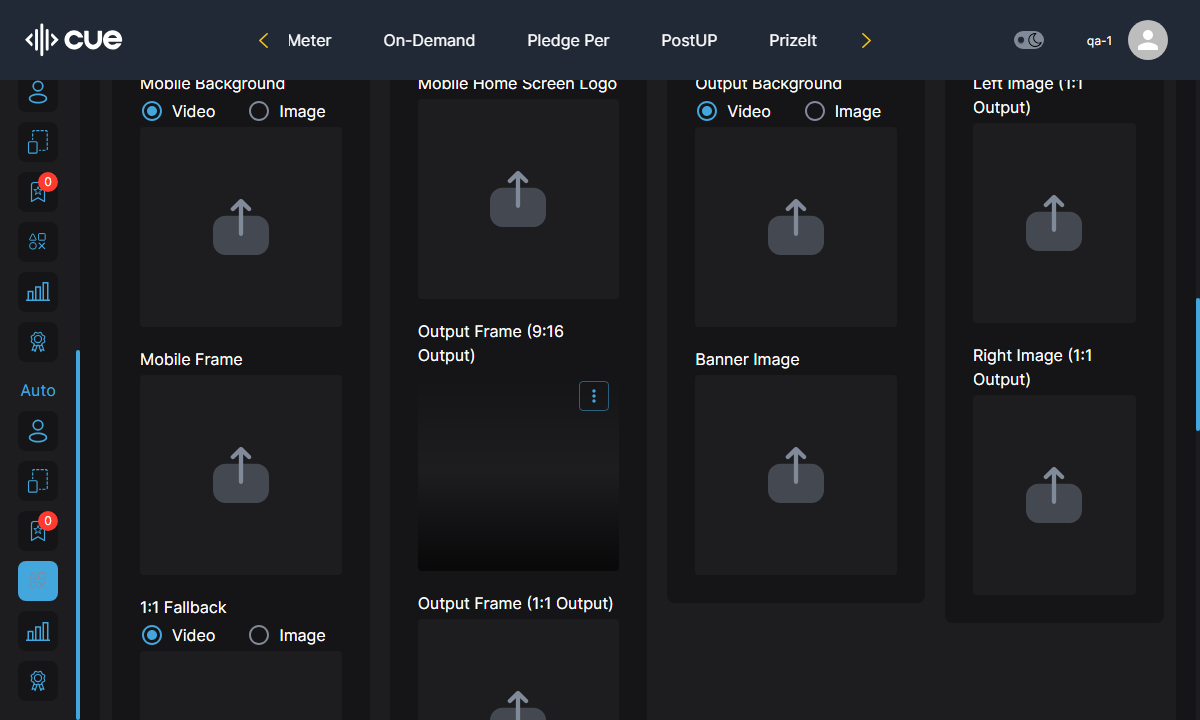 cue
Meter
On-Demand
Pledge Per
PostUP
PrizeIt
qa-1
0
Auto
0
Mobile Background
Video
Image
Mobile Frame
1:1 Fallback
Video
Image
Mobile Home Screen Logo
Output Frame (9:16
Output)
Output Frame (1:1 Output)
Output Background
Video
Image
Banner Image
Left Image (1:1
Output)
Right Image (1:1
Output)